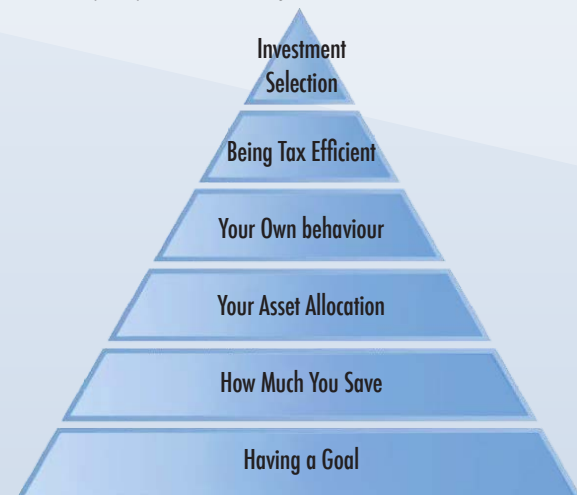 Investment
Selection
Being Tax Efficient
Your Own behaviour
Your Asset Allocation
How Much You Save
Having a Goal